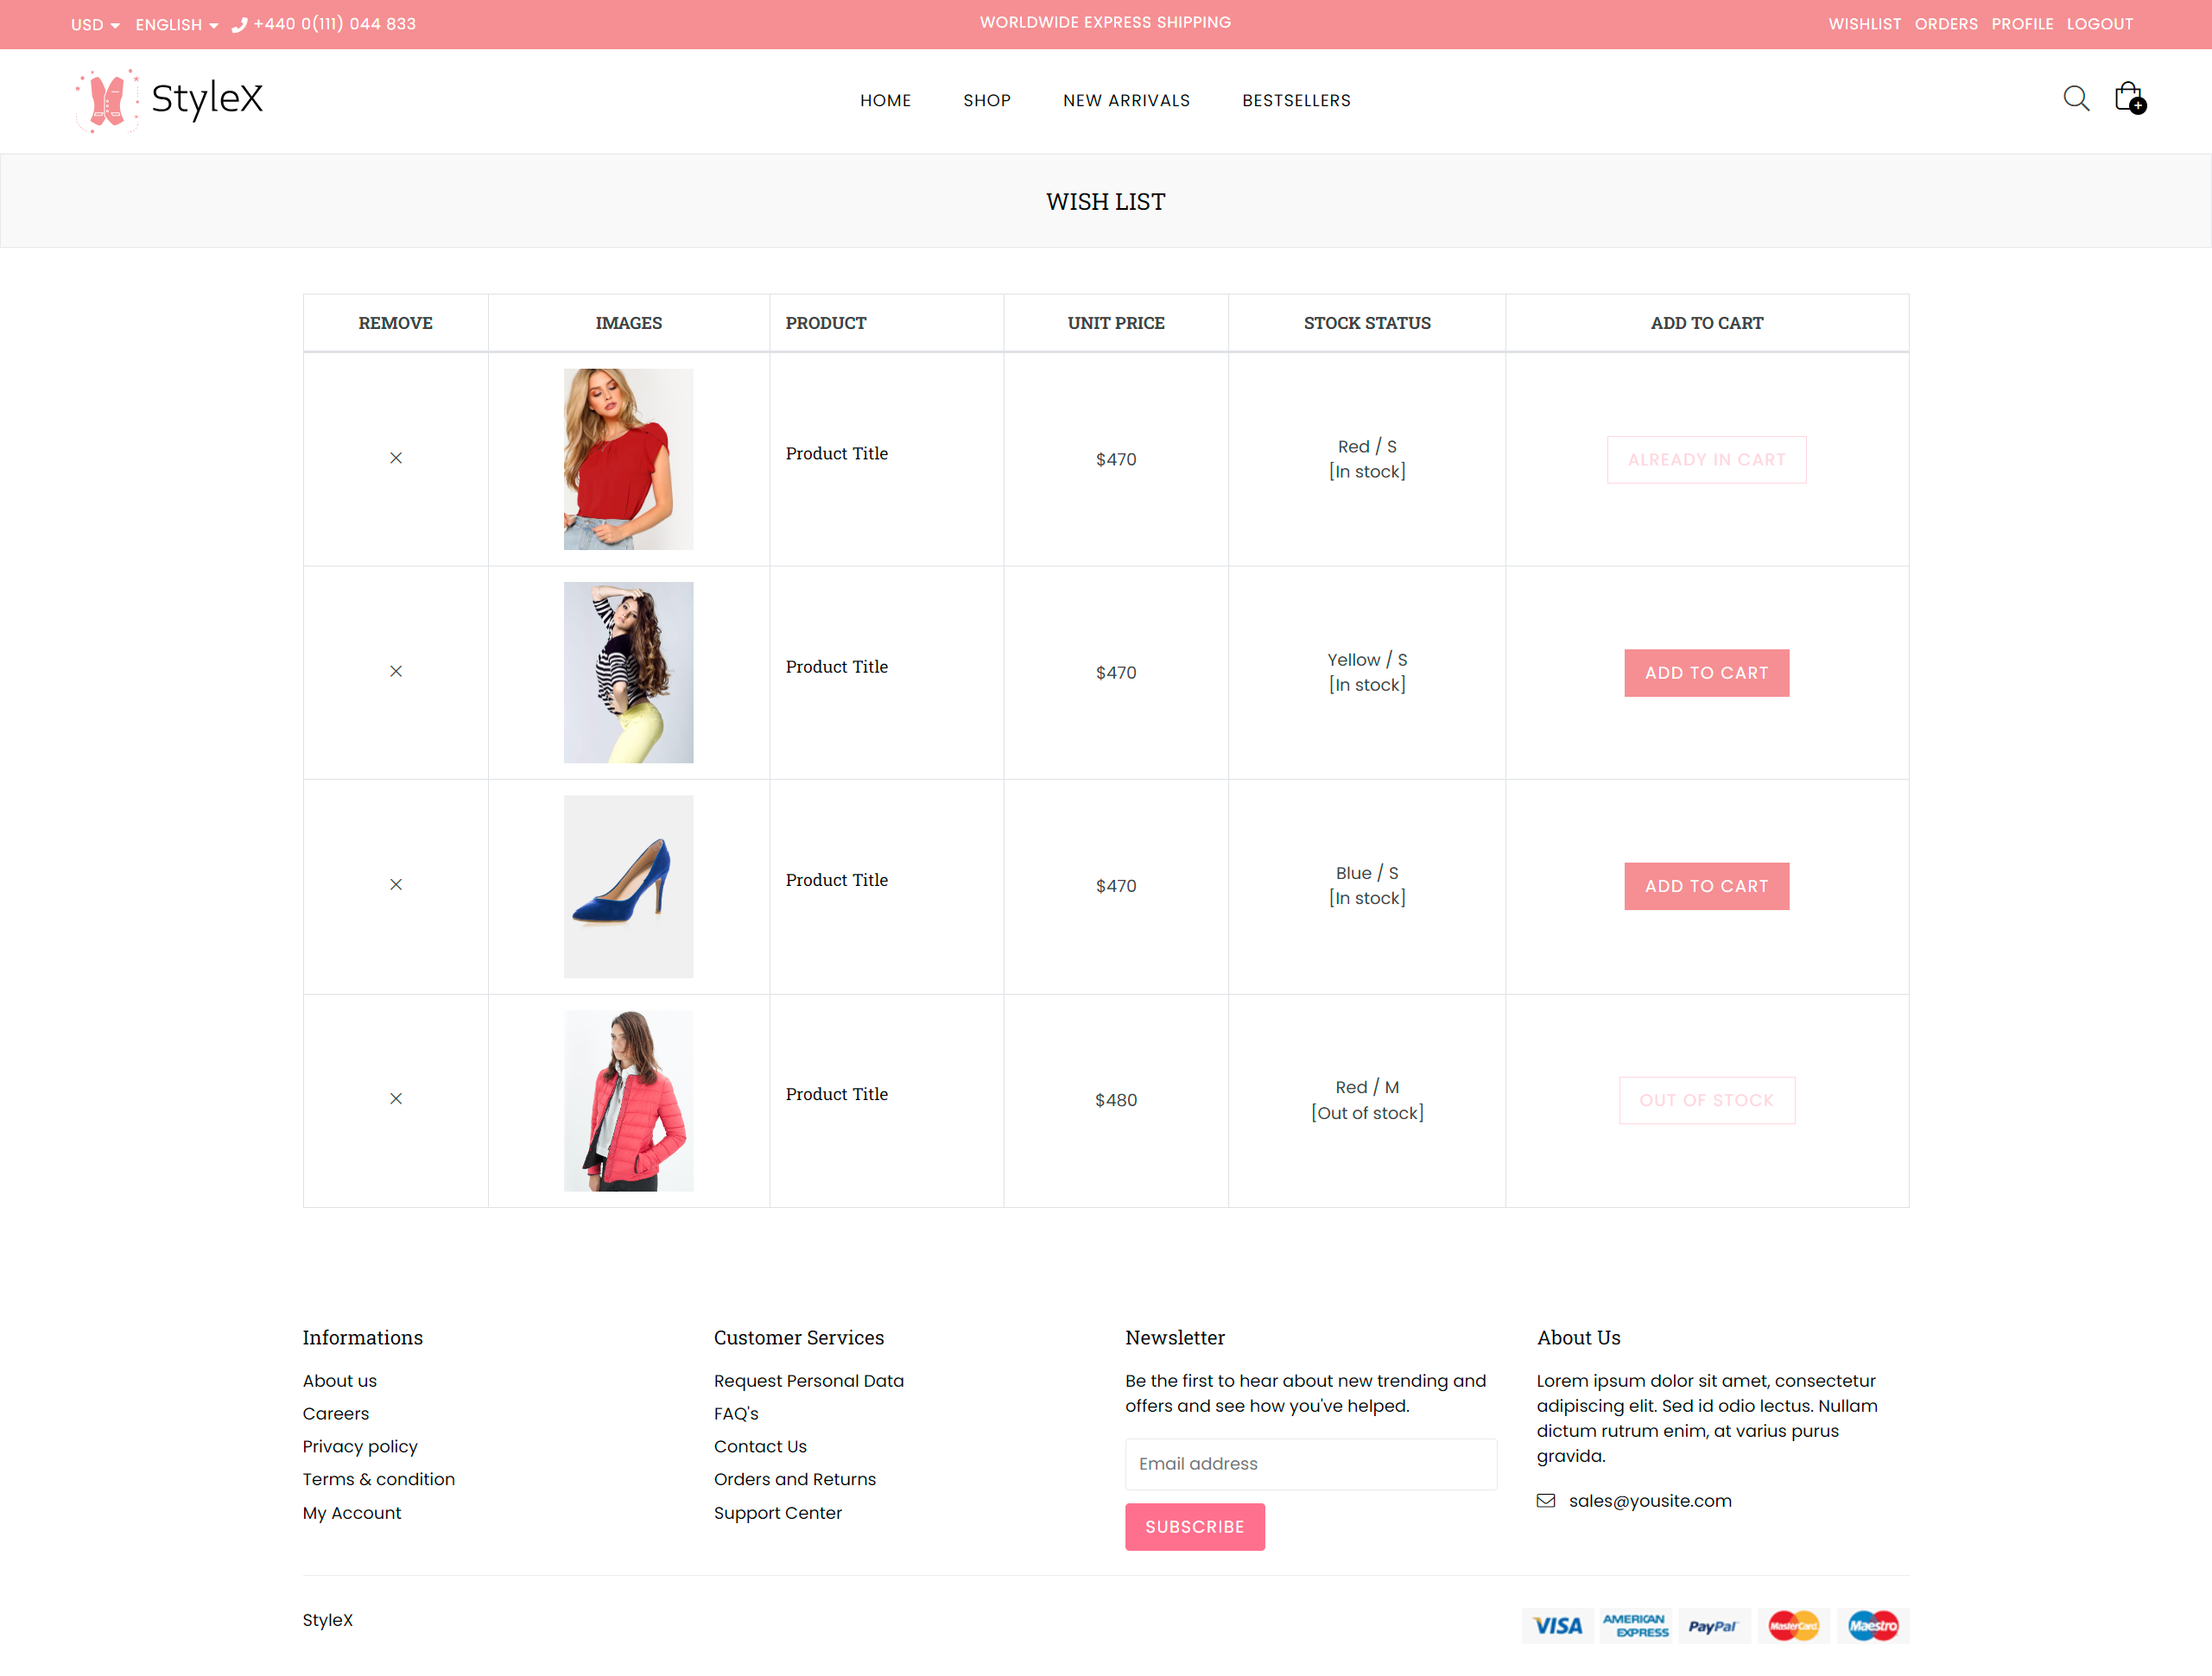 USD ENGLISH +440 0(111) 044 833 WORLDWIDE EXPRESS SHIPPING WISHLIST ORDERS PROFILE LOGOUT
StyleX HOME SHOP NEW ARRIVALS BESTSELLERS
WISH LIST
REMOVE IMAGES PRODUCT UNIT PRICE STOCK STATUS ADD TO CART
Product Title $470 Red / S
[In stock]
ALREADY IN CART
Product Title $470 Yellow / S
[In stock]
ADD TO CART
Product Title $470 Blue / S
[In stock]
ADD TO CART
Product Title $480 Red / M
[Out of stock]
OUT OF STOCK
Informations
About us
Careers
Privacy policy
Terms & condition
My Account
Customer Services
Request Personal Data
FAQ's
Contact Us
Orders and Returns
Support Center
Newsletter
Be the first to hear about new trending and
offers and see how you've helped.
Email address
SUBSCRIBE
About Us
Lorem ipsum dolor sit amet, consectetur
adipiscing elit. Sed id odio lectus. Nullam
dictum rutrum enim, at varius purus
gravida.
sales@yousite.com
StyleX
VISA
AMERICAN
EXPRESS
PayPal
MasterCard
Maestro